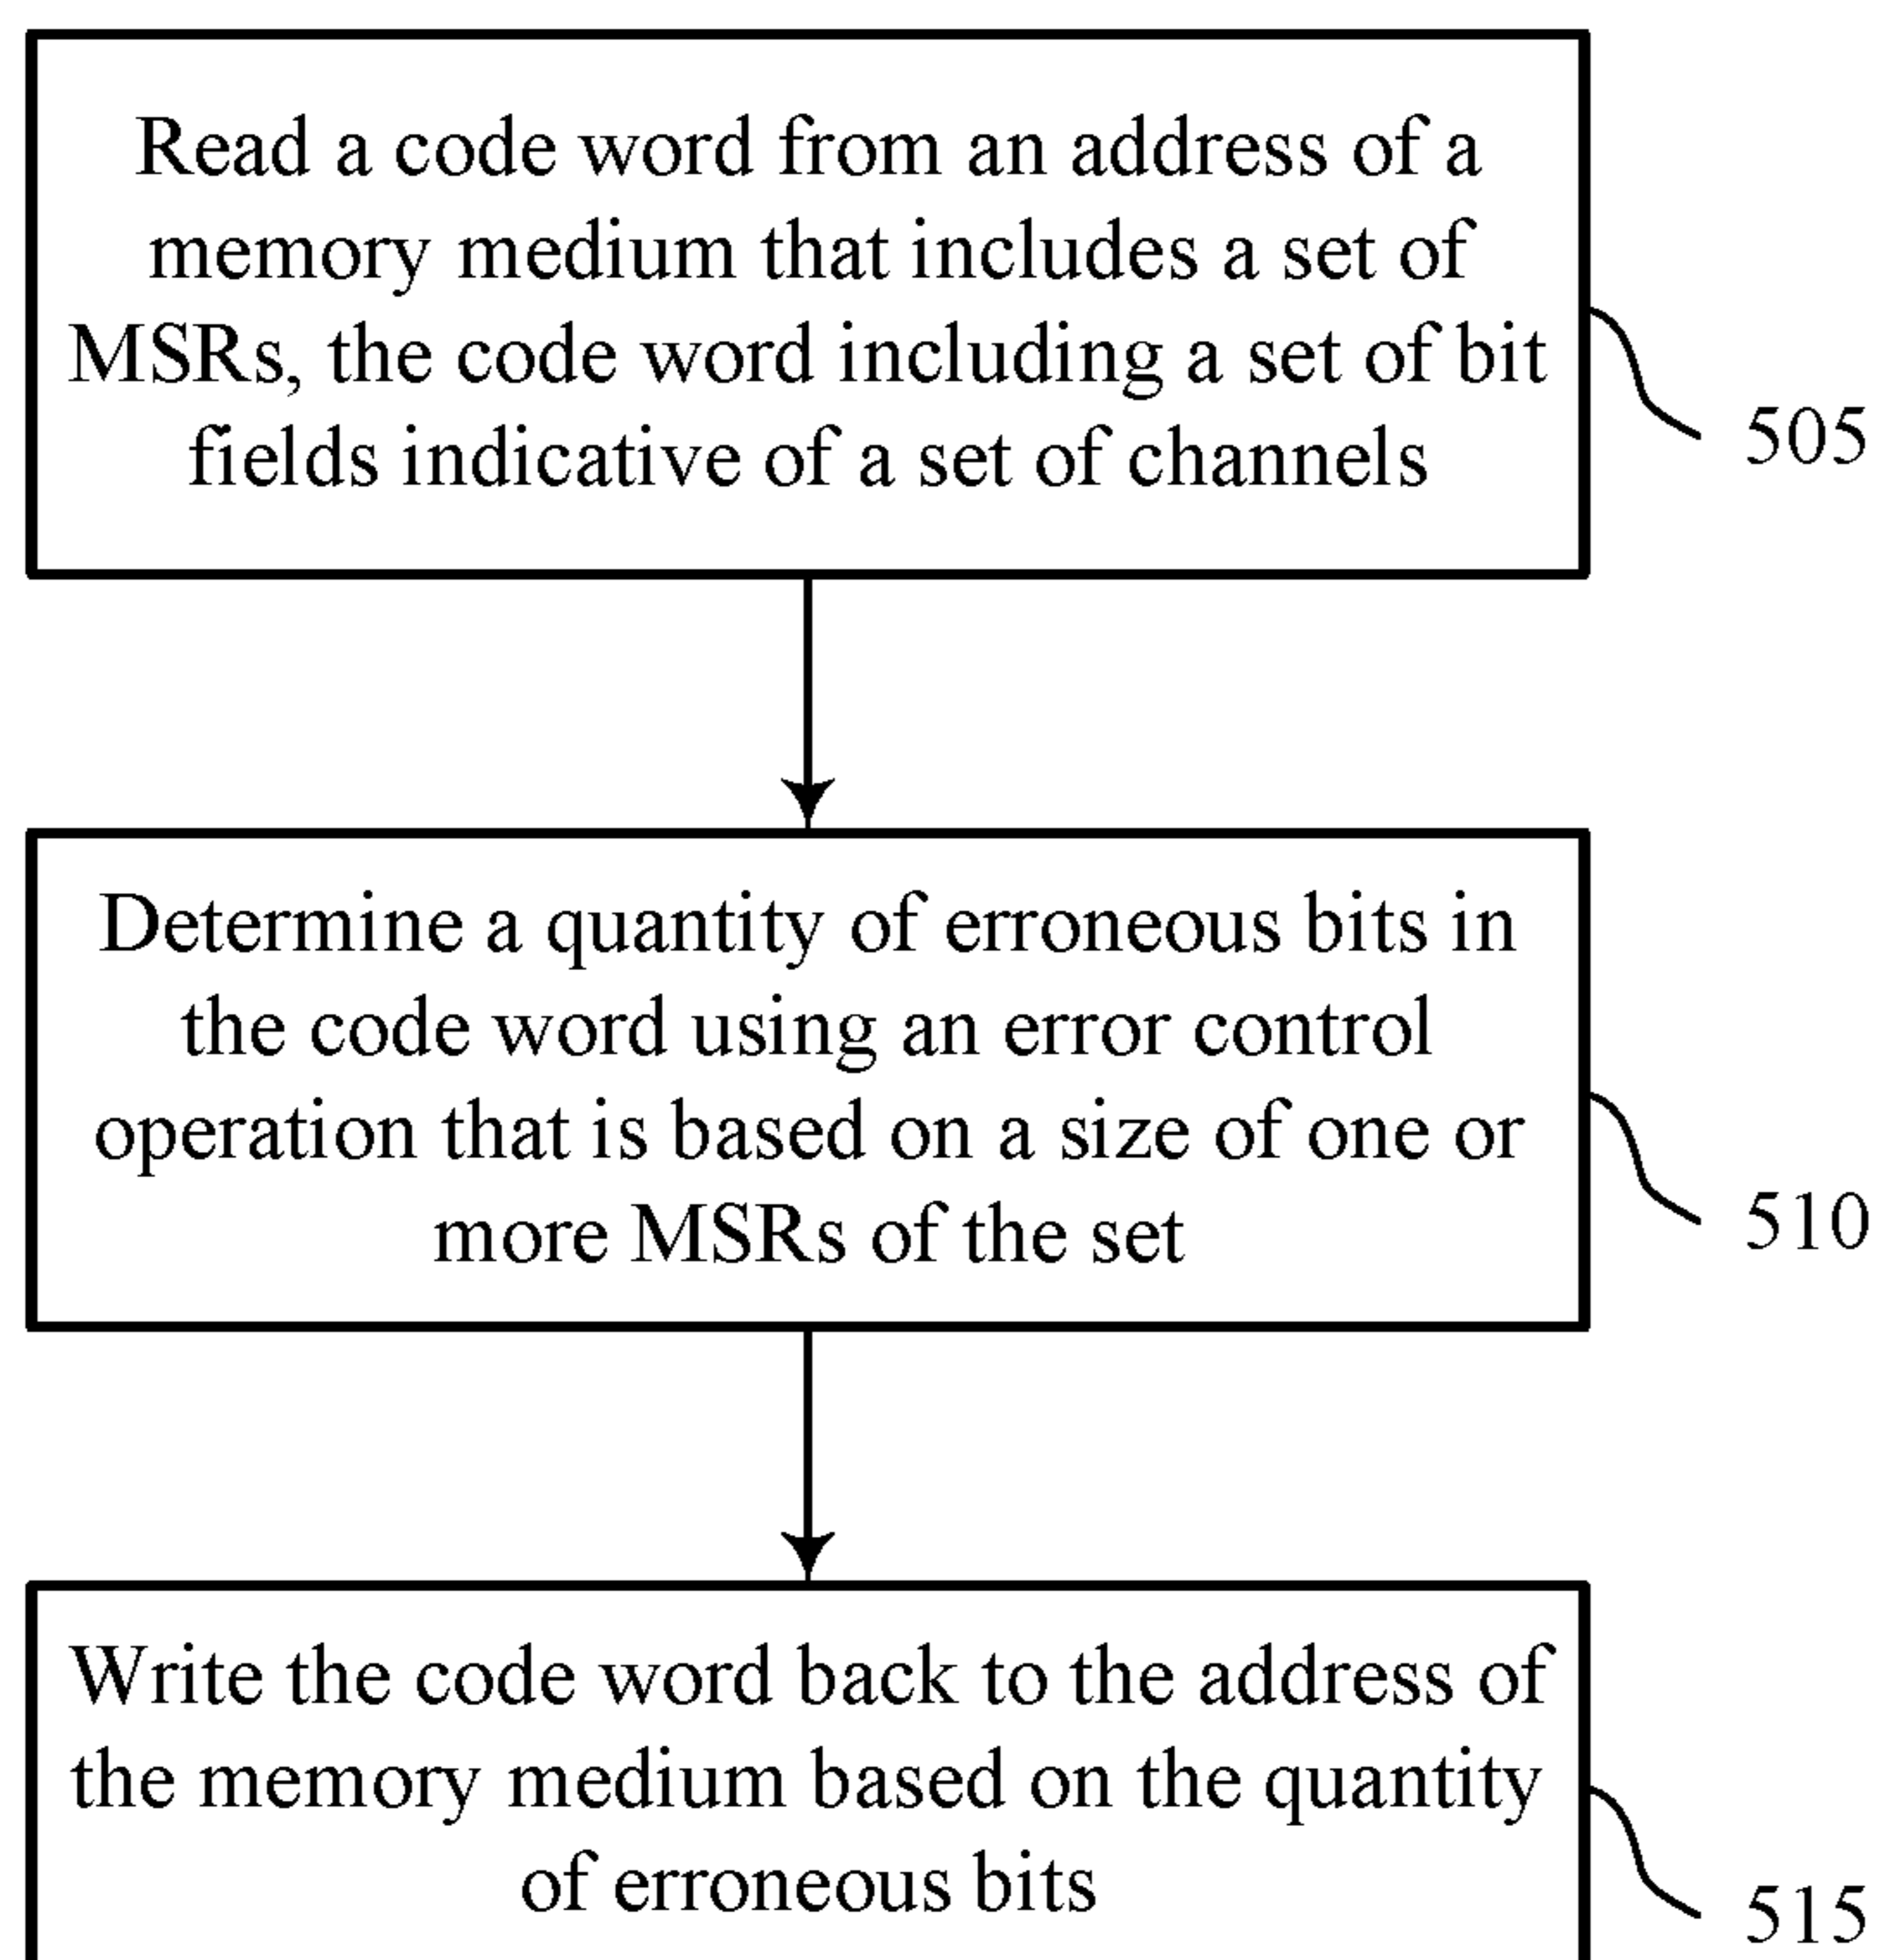 Read a code word from an address of a
memory medium that includes a set of
MSRs, the code word including a set of bit
fields indicative of a set of channels
505
Determine a quantity of erroneous bits in
the code word using an error control
operation that is based on a size of one or
more MSRs of the set
510
Write the code word back to the address of
the memory medium based on the quantity
of erroneous bits
515